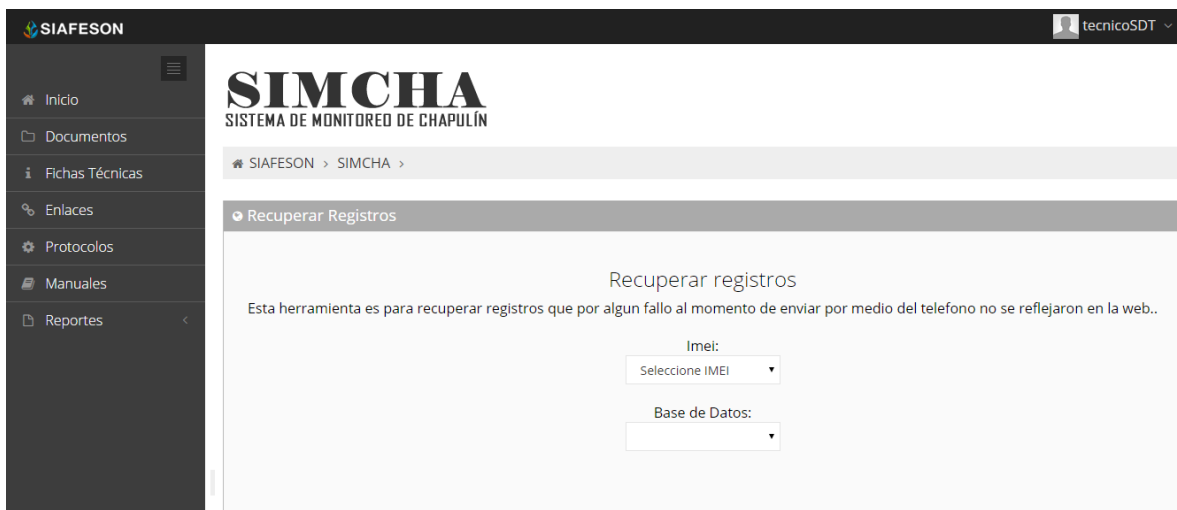 SIAFESON
tecnicoSDT
Inicio
Documentos
Fichas Técnicas
Enlaces
Protocolos
Manuales
Reportes
SIMCHA
SISTEMA DE MONITOREO DE CHAPULÍN
SIAFESON > SIMCHA >
Recuperar Registros
Recuperar registros
Esta herramienta es para recuperar registros que por algun fallo al momento de enviar por medio del telefono no se reflejaron en la web..
Imei:
Seleccione IMEI
Base de Datos: